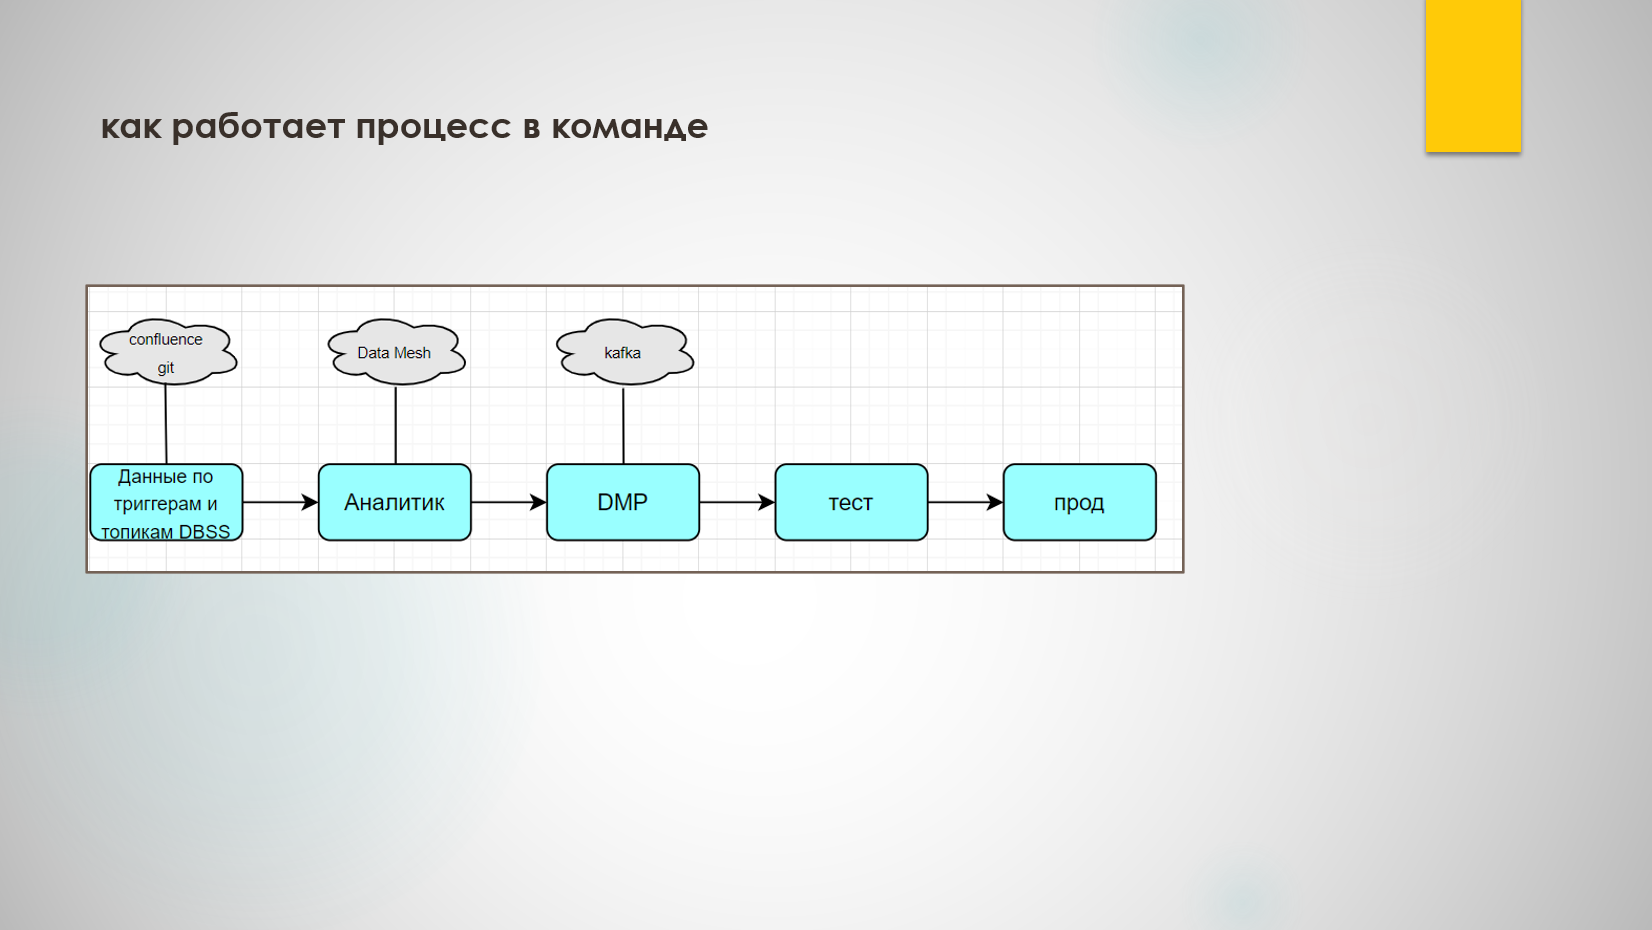 как работает процесс в команде
confluence
git
Data Mesh
kafka
Данные по
триггерам и
топикам DBSS
Аналитик
DMP
тест
прод